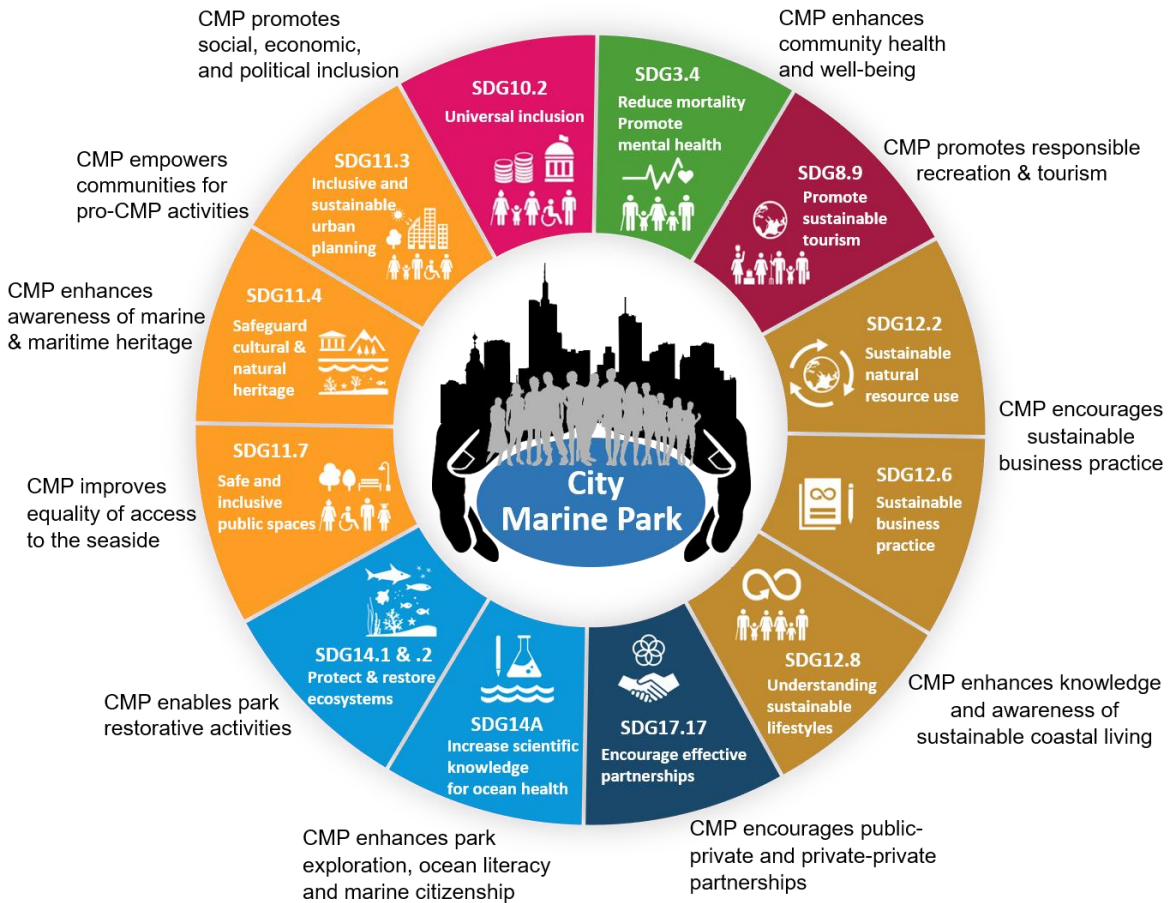 CMP promotes
social, economic,
and political inclusion
CMP enhances
community health
and well-being
CMP promotes responsible
recreation & tourism
CMP encourages
sustainable
business practice
CMP enhances knowledge
and awareness of
sustainable coastal living
CMP encourages public-
private and private-private
partnerships
CMP enhances park
exploration, ocean literacy
and marine citizenship
CMP enables park
restorative activities
CMP improves
equality of access
to the seaside
CMP enhances
awareness of marine
& maritime heritage
CMP empowers
communities for
pro-CMP activities
SDG10.2
Universal inclusion
SDG3.4
Reduce mortality
Promote
mental health
SDG8.9
Promote
sustainable
tourism
SDG12.2
Sustainable
natural
resource use
SDG12.6
Sustainable
business
practice
SDG12.8
Understanding
sustainable
lifestyles
SDG17.17
Encourage effective
partnerships
SDG14A
Increase scientific
knowledge
for ocean health
SDG14.1 & .2
Protect & restore
ecosystems
SDG11.7
Safe and
inclusive
public spaces
SDG11.4
Safeguard
cultural &
natural
heritage
SDG11.3
Inclusive and
sustainable
urban
planning
City
Marine Park